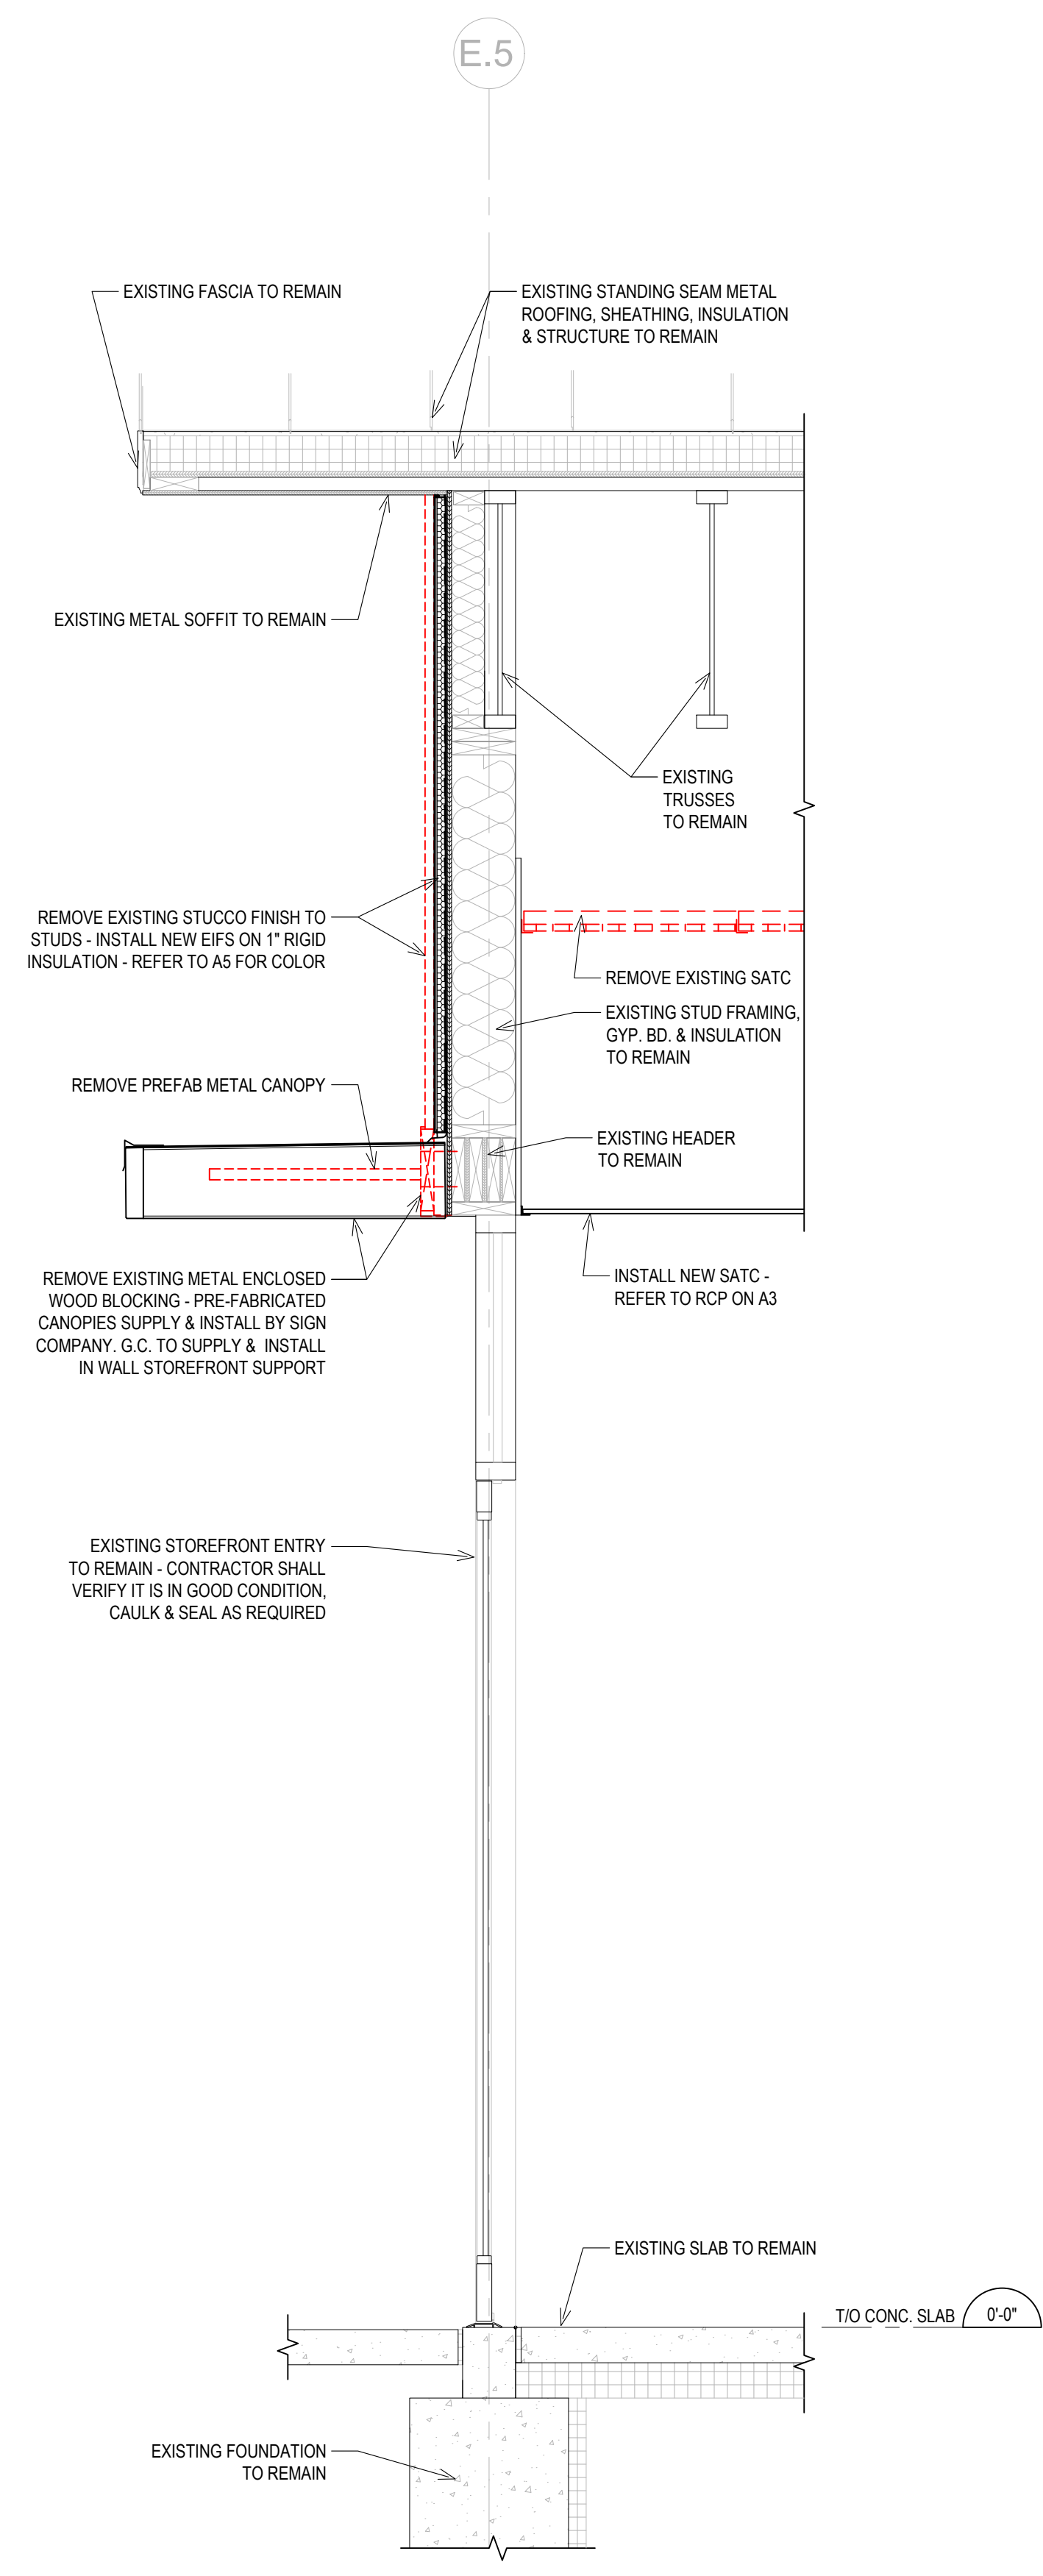 E.5
EXISTING FASCIA TO REMAIN
EXISTING STANDING SEAM METAL
ROOFING, SHEATHING, INSULATION
& STRUCTURE TO REMAIN
EXISTING METAL SOFFIT TO REMAIN
EXISTING
TRUSSES
TO REMAIN
REMOVE EXISTING STUCCO FINISH TO
STUDS - INSTALL NEW EIFS ON 1" RIGID
INSULATION - REFER TO A5 FOR COLOR
REMOVE EXISTING SATC
EXISTING STUD FRAMING,
GYP. BD. & INSULATION
TO REMAIN
REMOVE PREFAB METAL CANOPY
EXISTING HEADER
TO REMAIN
REMOVE EXISTING METAL ENCLOSED
WOOD BLOCKING - PRE-FABRICATED
CANOPIES SUPPLY & INSTALL BY SIGN
COMPANY. G.C. TO SUPPLY & INSTALL
IN WALL STOREFRONT SUPPORT
INSTALL NEW SATC -
REFER TO RCP ON A3
EXISTING STOREFRONT ENTRY
TO REMAIN - CONTRACTOR SHALL
VERIFY IT IS IN GOOD CONDITION,
CAULK & SEAL AS REQUIRED
EXISTING SLAB TO REMAIN
T/O CONC. SLAB 0'-0"
EXISTING FOUNDATION
TO REMAIN